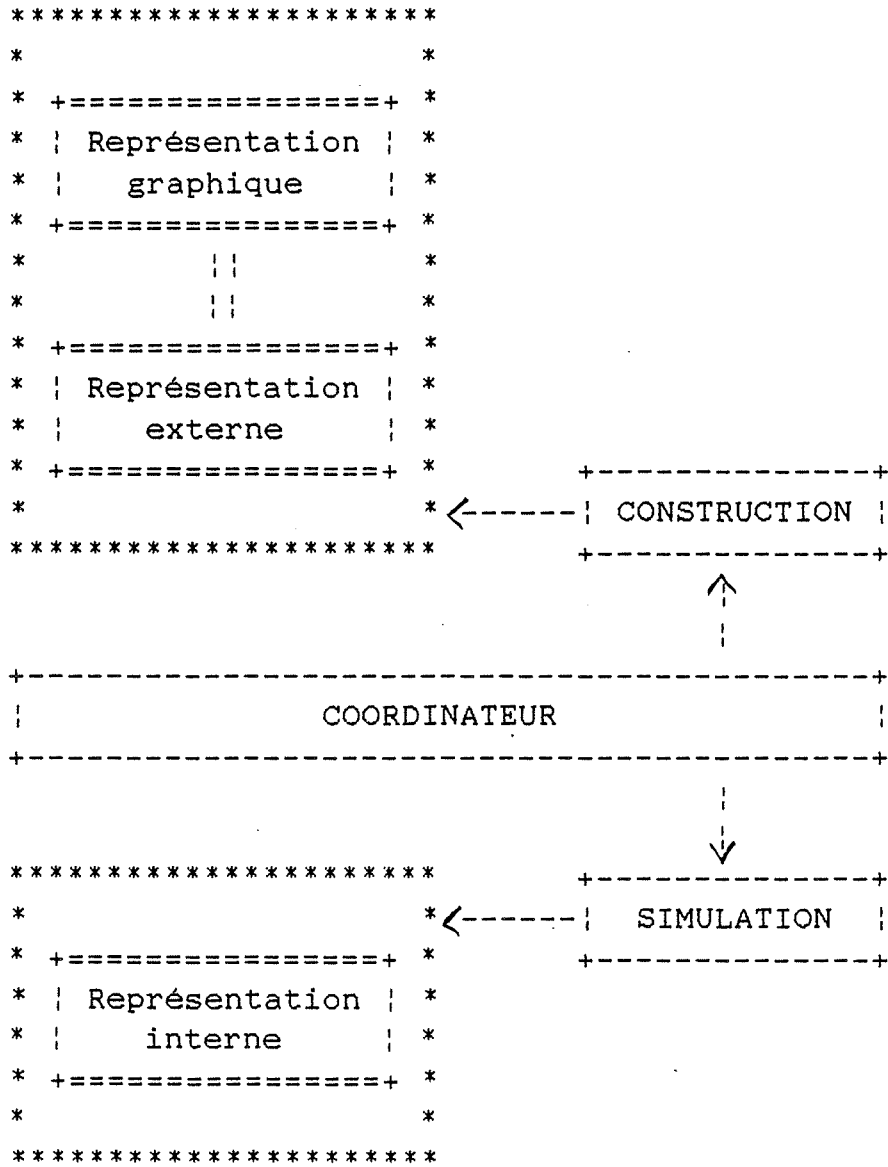 Représentation
graphique
Représentation
externe
CONSTRUCTION
COORDINATEUR
SIMULATION
Représentation
interne